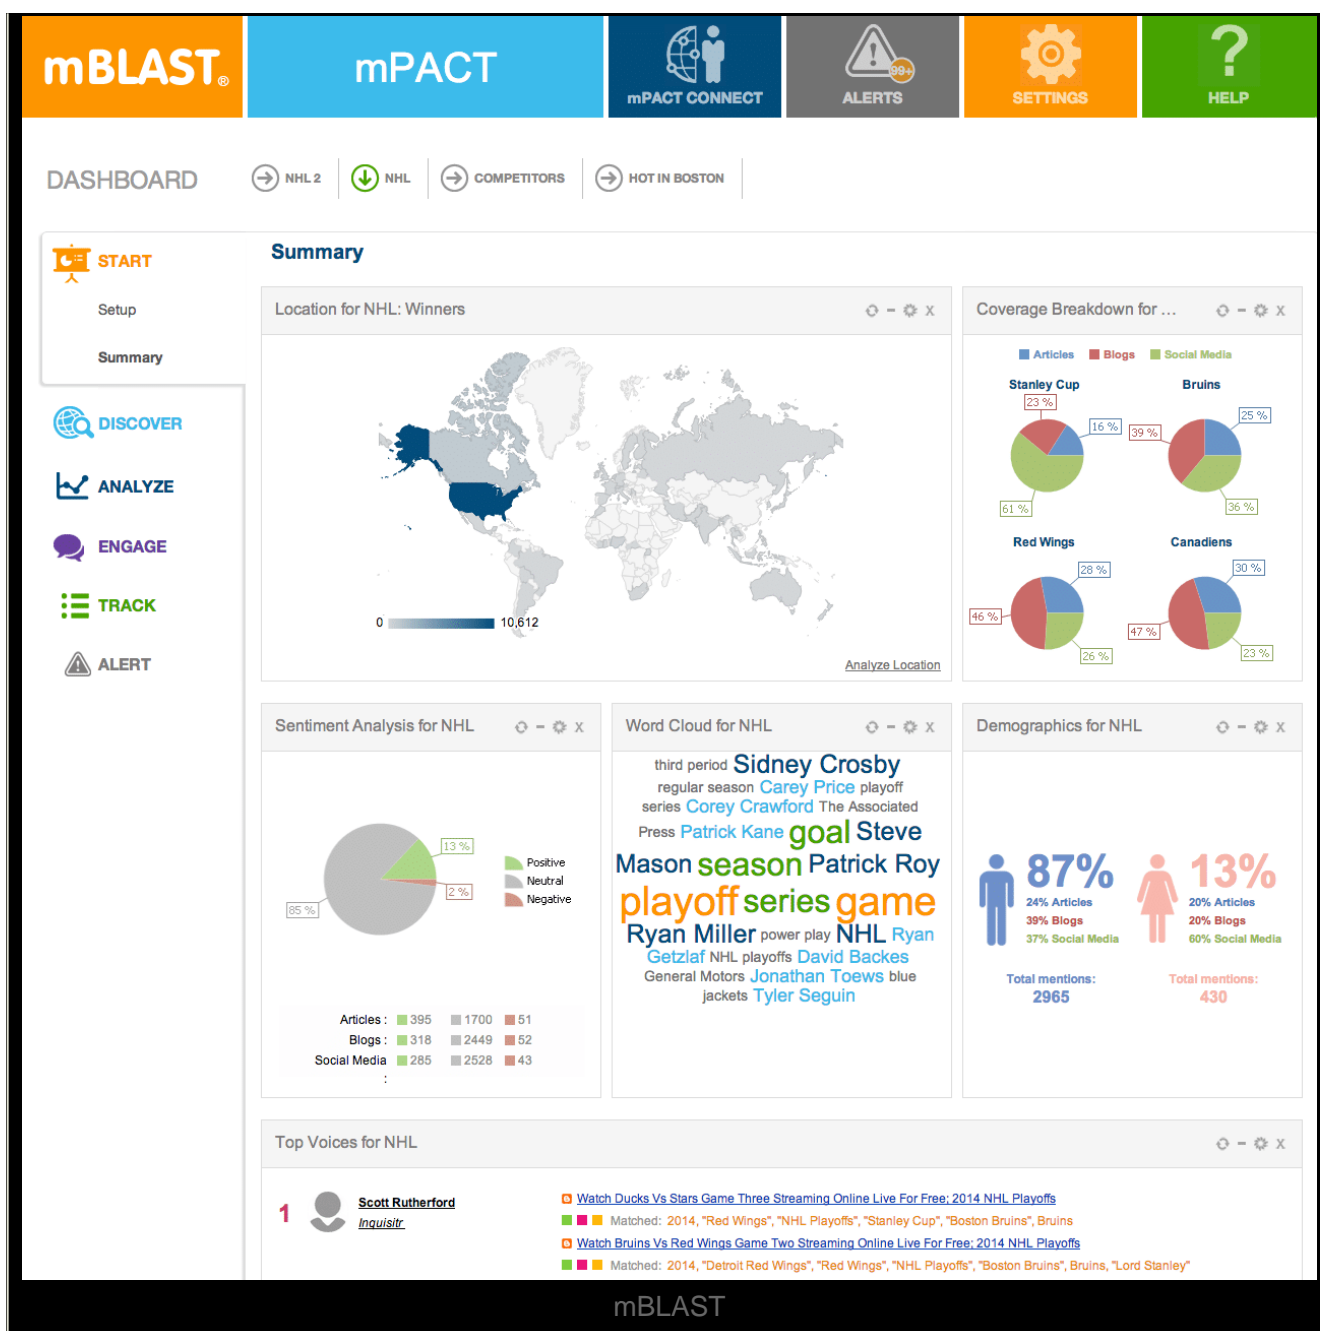 mBLAST®
mPACT
mPACT CONNECT
99+
ALERTS
SETTINGS
?
HELP
DASHBOARD
NHL 2
NHL
COMPETITORS
HOT IN BOSTON
START
Setup
Summary
DISCOVER
ANALYZE
ENGAGE
TRACK
ALERT
Summary
Location for NHL: Winners
X
0
10,612
Analyze Location
Coverage Breakdown for ...
X
Articles Blogs Social Media
Stanley Cup
23 %
16 %
61 %
Bruins
25 %
39 %
36 %
Red Wings
28 %
46 %
26 %
Canadiens
30 %
47 %
23 %
Sentiment Analysis for NHL
X
13 %
2 %
85 %
Positive
Neutral
Negative
Articles : 395 1700 51
Blogs : 318 2449 52
Social Media 285 2528 43
:
Word Cloud for NHL
X
third period Sidney Crosby
regular season Carey Price playoff
series Corey Crawford The Associated
Press Patrick Kane goal Steve
Mason season Patrick Roy
playoff series game
Ryan Miller power play NHL Ryan
Getzlaf NHL playoffs David Backes
General Motors Jonathan Toews blue
jackets Tyler Seguin
Demographics for NHL
X
87%
24% Articles
39% Blogs
37% Social Media
Total mentions:
2965
13%
20% Articles
20% Blogs
60% Social Media
Total mentions:
430
Top Voices for NHL
X
1
Scott Rutherford
Inquisitr
Watch Ducks Vs Stars Game Three Streaming Online Live For Free; 2014 NHL Playoffs
Matched: 2014, "Red Wings", "NHL Playoffs", "Stanley Cup", "Boston Bruins", Bruins
Watch Bruins Vs Red Wings Game Two Streaming Online Live For Free; 2014 NHL Playoffs
Matched: 2014, "Detroit Red Wings", "Red Wings", "NHL Playoffs", "Boston Bruins", Bruins, "Lord Stanley"
mBLAST